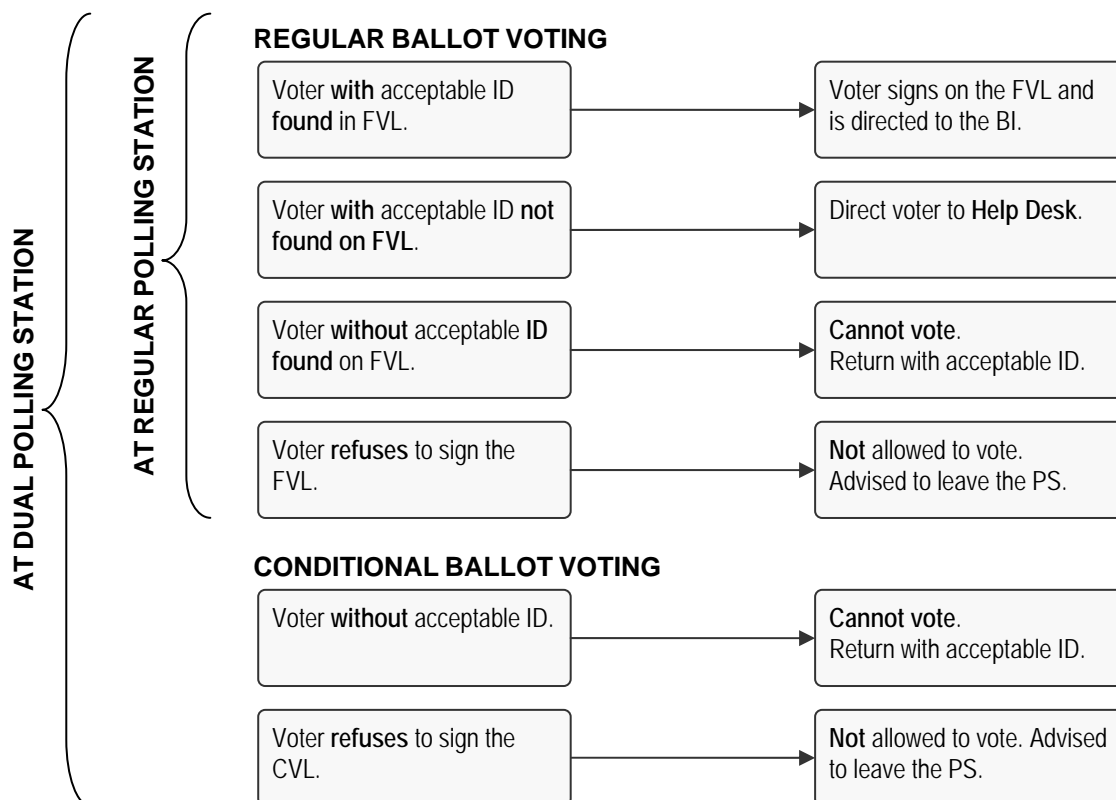 AT DUAL POLLING STATION
AT REGULAR POLLING STATION
REGULAR BALLOT VOTING
Voter with acceptable ID
found in FVL.
Voter signs on the FVL and
is directed to the BI.
Voter with acceptable ID not
found on FVL.
Direct voter to Help Desk.
Voter without acceptable ID
found on FVL.
Cannot vote.
Return with acceptable ID.
Voter refuses to sign the
FVL.
Not allowed to vote.
Advised to leave the PS.
CONDITIONAL BALLOT VOTING
Voter without acceptable ID.
Cannot vote.
Return with acceptable ID.
Voter refuses to sign the
CVL.
Not allowed to vote. Advised
to leave the PS.